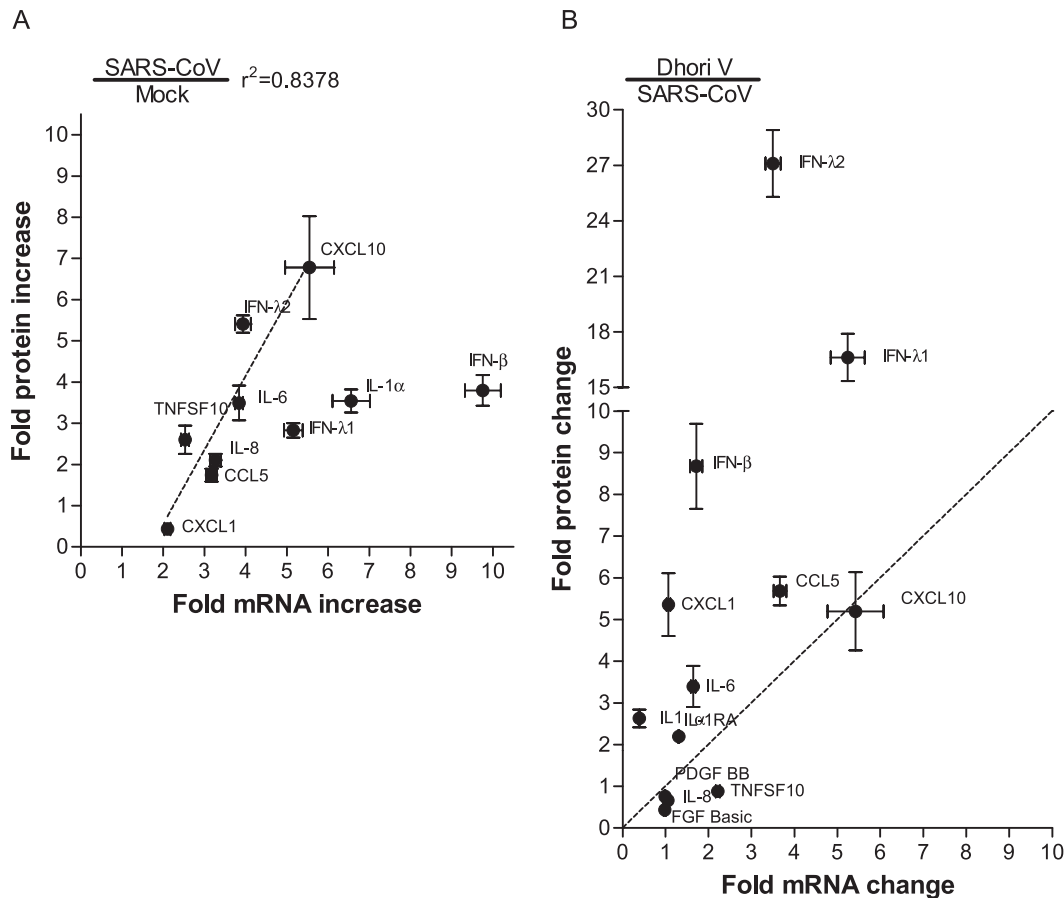 A
SARS-CoV
Mock
r²=0.8378
Fold protein increase
10
9
8
7
6
5
4
3
2
1
0
CXCL10
IFN-λ2
IFN-β
IL-6
IL-1α
TNFSF10
IFN-λ1
IL-8
CCL5
CXCL1
0 1 2 3 4 5 6 7 8 9 10
Fold mRNA increase
B
Dhori V
SARS-CoV
Fold protein change
30
27
24
21
18
15
10
9
8
7
6
5
4
3
2
1
0
IFN-λ2
IFN-λ1
IFN-β
CCL5
CXCL1
CXCL10
IL-6
IL1α
IL-1RA
PDGF BB
IL-8
TNFSF10
FGF Basic
0 1 2 3 4 5 6 7 8 9 10
Fold mRNA change